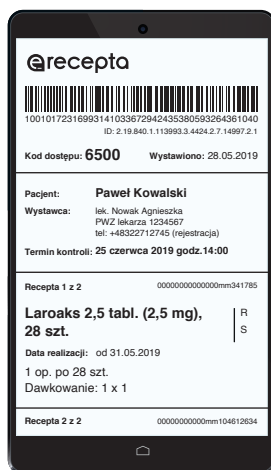 erecepta
10010172316993141033672942435380593264361040
ID: 2.19.840.1.113993.3.4424.2.7.14997.2.1
Kod dostępu: 6500 Wystawiono: 28.05.2019
Pacjent: Paweł Kowalski
Wystawca: lek. Nowak Agnieszka
PWZ lekarza 1234567
tel: +48322712745 (rejestracja)
Termin kontroli: 25 czerwca 2019 godz.14:00
Recepta 1 z 2 00000000000000mm341785
Laroaks 2,5 tabl. (2,5 mg), R
28 szt. S
Data realizacji: od 31.05.2019
1 op. po 28 szt.
Dawkowanie: 1 x 1
Recepta 2 z 2 00000000000mm104612634